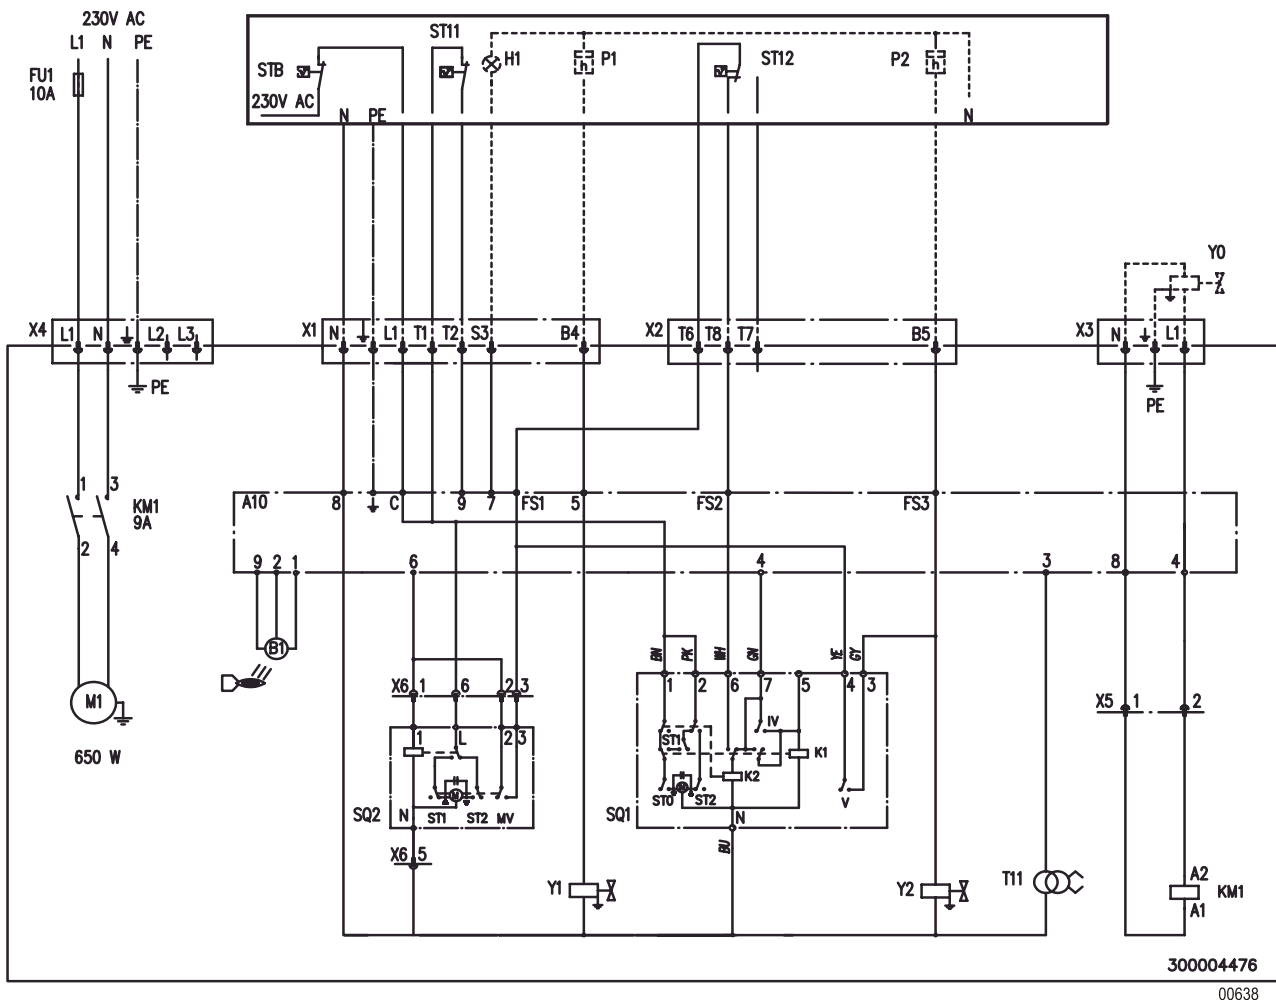 230V AC
L1 N PE
FU1
10A
STB
230V AC
N PE
ST11
H1
P1
ST12
P2
N
Y0
X4
L1 N L2 L3
PE
X1
N L1 T1 T2 S3 B4
X2
T6 T8 T7 B5
X3
N L1
PE
1 3
KM1
9A
2 4
A10
8 C 9 7 FS1 5 FS2 FS3
9 2 1 6 4 3 8 4
B1
M1
650 W
BN PK WH GN YE GY
X6 1 6 2 3
1 2 6 7 5 4 3
X5 1 2
1 L 2 3
M
N ST1 ST2 MV
SQ2
X6 5
ST1
IV
K1
K2
M
ST0 ST2
V
SQ1
N
BU
Y1
Y2
T11
A2
KM1
A1
300004476
00638